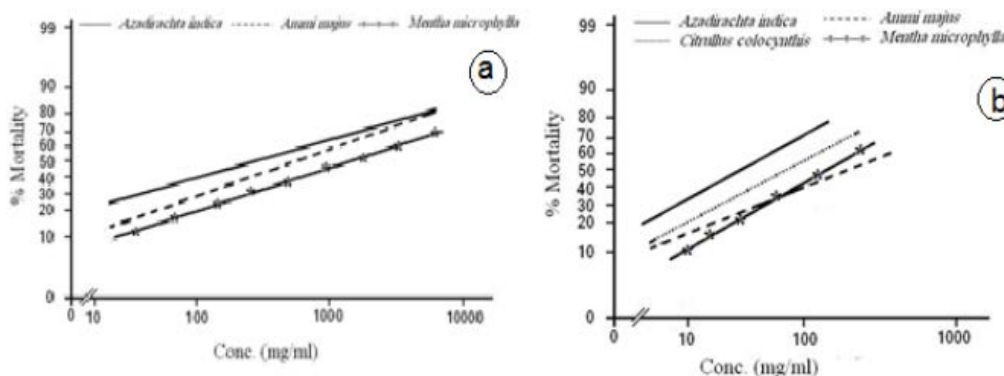 Azadirachta indica Ammi majus Mentha microphylla
a
% Mortality
99
90
80
70
60
50
40
30
20
10
0
0 10 100 1000 10000
Conc. (mg/ml)
Azadirachta indica Ammi majus
Citrullus colocynthis Mentha microphylla
b
% Mortality
99
90
80
70
60
50
40
30
20
10
0
0 10 100 1000
Conc. (mg/ml)